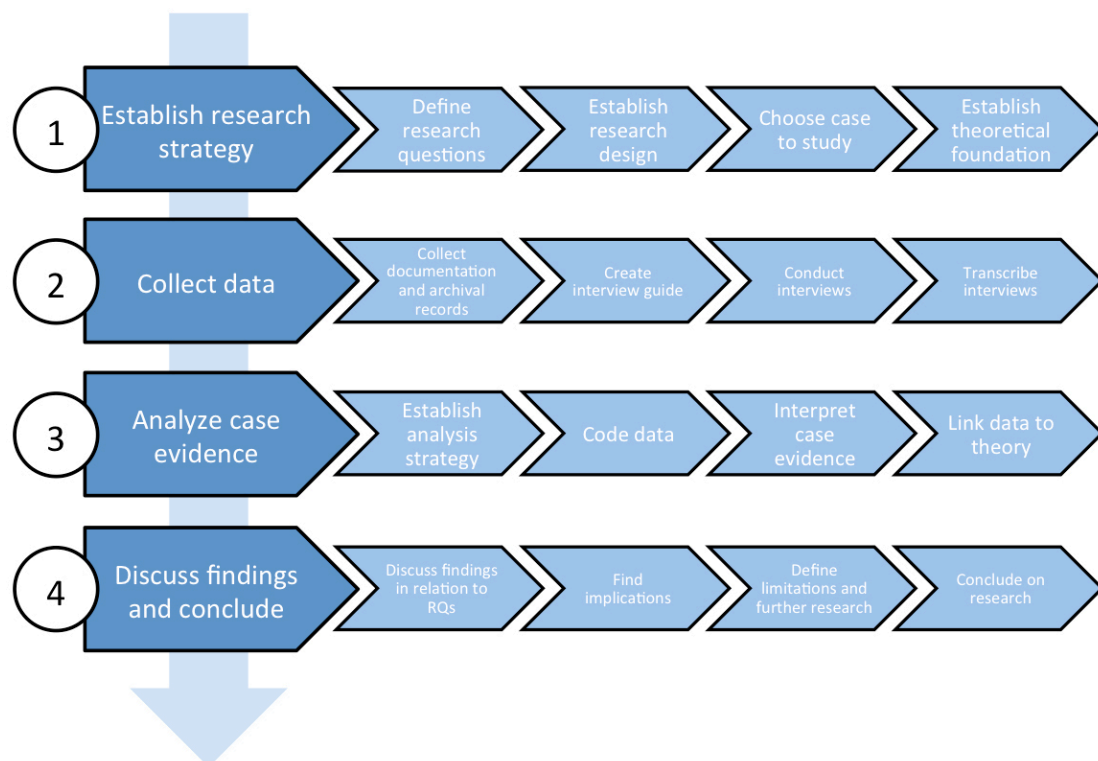 1
Establish research
strategy
Define
research
questions
Establish
research
design
Choose case
to study
Establish
theoretical
foundation
2
Collect data
Collect
documentation
and archival
records
Create
interview guide
Conduct
interviews
Transcribe
interviews
3
Analyze case
evidence
Establish
analysis
strategy
Code data
Interpret
case
evidence
Link data to
theory
4
Discuss findings
and conclude
Discuss findings
in relation to
RQs
Find
implications
Define
limitations and
further research
Conclude on
research